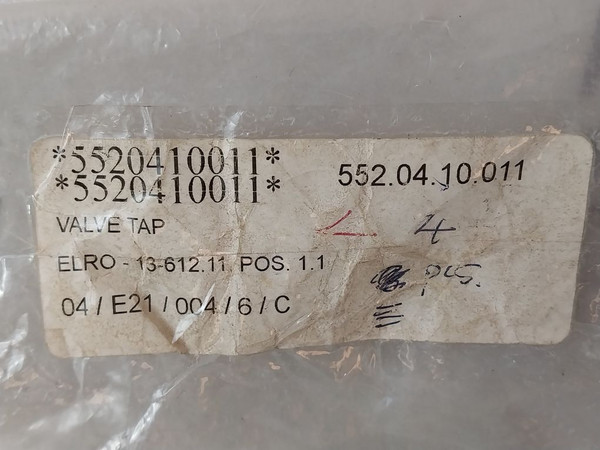 *5520410011*
*5520410011*
552.04.10.011
VALVE TAP
4
ELRO - 13-612.11 POS. 1.1
PCS.
04 / E21 / 004 / 6 / C